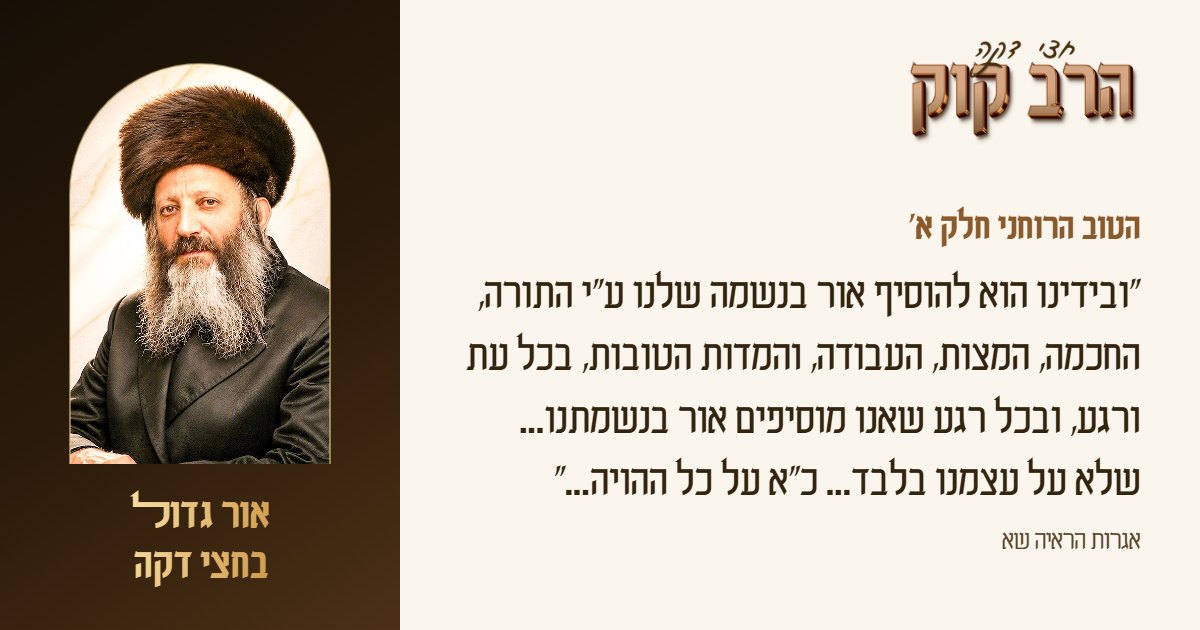 חצי דקה
הרב קוק
הטוב הרוחני חלק א'
"ובידינו הוא להוסיף אור בנשמה שלנו ע"י התורה,
החכמה, המצות, העבודה, והמדות הטובות, בכל עת
ורגע, ובכל רגע שאנו מוסיפים אור בנשמתנו...
שלא על עצמנו בלבד... כ"א על כל ההויה..."
אגרות הראיה שא
אור גדול
בחצי דקה